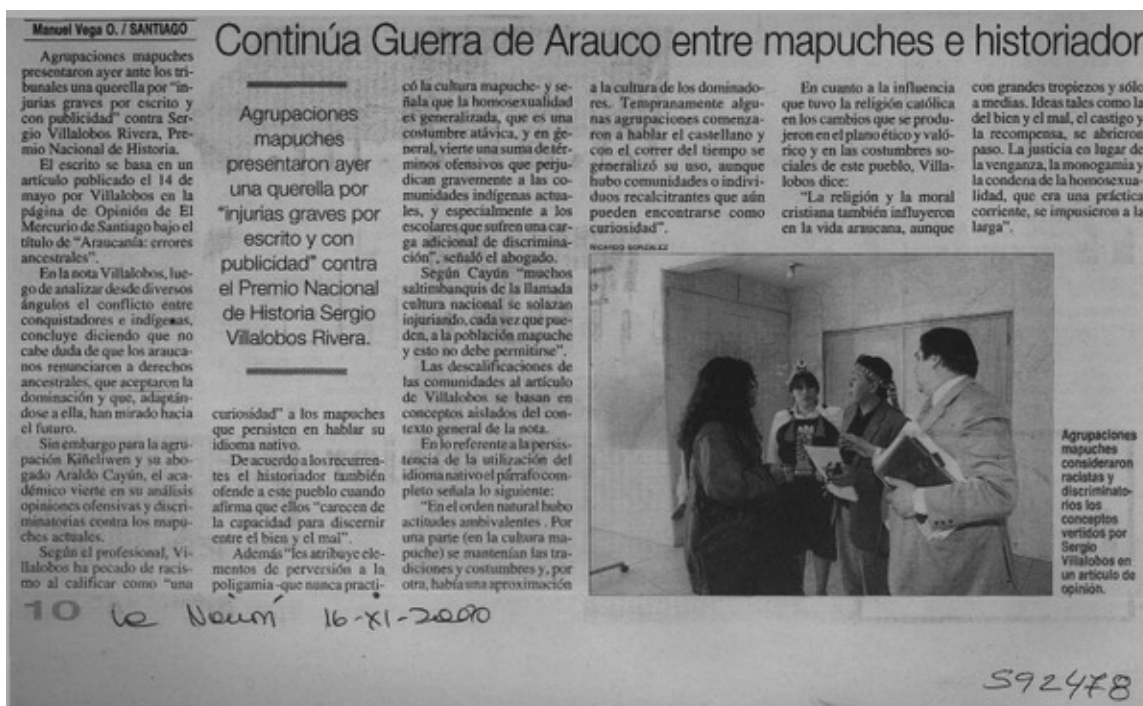 Manuel Vega O. / SANTIAGO
Continúa Guerra de Arauco entre mapuches e historiador
Agrupaciones mapuches
presentaron ayer ante los tri-
bunales una querella por “in-
jurias graves por escrito y
con publicidad” contra Ser-
gio Villalobos Rivera, Pre-
mio Nacional de Historia.
El escrito se basa en un
artículo publicado el 14 de
mayo por Villalobos en la
página de Opinión de El
Mercurio de Santiago bajo el
título de “Araucanía: errores
ancestrales”.
En la nota Villalobos, lue-
go de analizar desde diversos
ángulos el conflicto entre
conquistadores e indígenas,
concluye diciendo que no
cabe duda de que los arauca-
nos renunciaron a derechos
ancestrales, que aceptaron la
dominación y que, adaptán-
dose a ella, han mirado hacia
el futuro.
Sin embargo para la agru-
pación Kiñeliwen y su abo-
gado Araldo Cayún, el aca-
démico vierte en su análisis
opiniones ofensivas y discri-
minatorias contra los mapu-
ches actuales.
Según el profesional, Vi-
llalobos ha pecado de racis-
mo al calificar como “una
Agrupaciones
mapuches
presentaron ayer
una querella por
“injurias graves por
escrito y con
publicidad” contra
el Premio Nacional
de Historia Sergio
Villalobos Rivera.
curiosidad” a los mapuches
que persisten en hablar su
idioma nativo.
De acuerdo a los recurren-
tes el historiador también
ofende a este pueblo cuando
afirma que ellos “carecen de
la capacidad para discernir
entre el bien y el mal”.
Además “les atribuye ele-
mentos de perversión a la
poligamia -que nunca practi-
có la cultura mapuche- y se-
ñala que la homosexualidad
es generalizada, que es una
costumbre atávica, y en ge-
neral, vierte una suma de tér-
minos ofensivos que perju-
dican gravemente a las co-
munidades indígenas actua-
les, y especialmente a los
escolares que sufren una car-
ga adicional de discrimina-
ción”, señaló el abogado.
Según Cayún “muchos
saltimbanquis de la llamada
cultura nacional se solazan
injuriando, cada vez que pue-
den, a la población mapuche
y esto no debe permitirse”.
Las descalificaciones de
las comunidades al artículo
de Villalobos se basan en
conceptos aislados del con-
texto general de la nota.
En lo referente a la persis-
tencia de la utilización del
idioma nativo el párrafo com-
pleto señala lo siguiente:
“En el orden natural hubo
actitudes ambivalentes . Por
una parte (en la cultura ma-
puche) se mantenían las tra-
diciones y costumbres y, por
otra, había una aproximación
a la cultura de los dominado-
res. Tempranamente algu-
nas agrupaciones comenza-
ron a hablar el castellano y
con el correr del tiempo se
generalizó su uso, aunque
hubo comunidades o indivi-
duos recalcitrantes que aún
pueden encontrarse como
curiosidad”.
En cuanto a la influencia
que tuvo la religión católica
en los cambios que se produ-
jeron en el plano ético y való-
rico y en las costumbres so-
ciales de este pueblo, Villa-
lobos dice:
“La religión y la moral
cristiana también influyeron
en la vida araucana, aunque
con grandes tropiezos y sólo
a medias. Ideas tales como la
del bien y el mal, el castigo y
la recompensa, se abrieron
paso. La justicia en lugar de
la venganza, la monogamia y
la condena de la homosexua-
lidad, que era una práctica
corriente, se impusieron a la
larga”.
RICARDO GONZALEZ
Agrupaciones
mapuches
consideraron
racistas y
discriminato-
rios los
conceptos
vertidos por
Sergio
Villalobos en
un artículo de
opinión.
10
16-XI-2000
592478